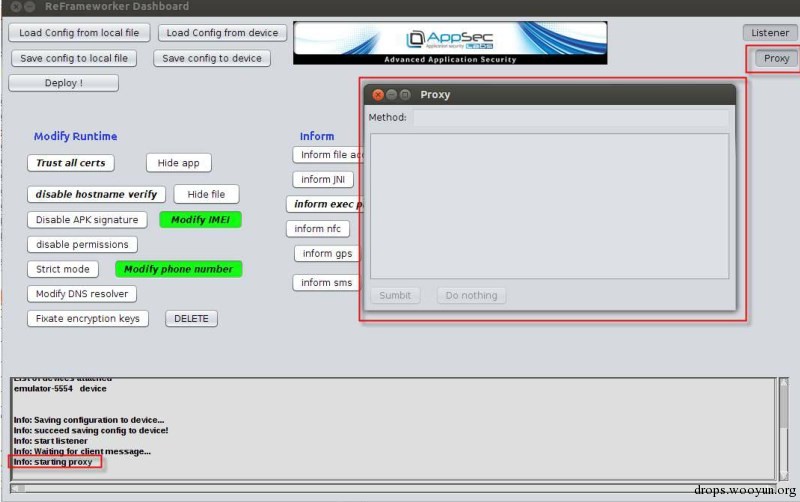 ReFrameworker Dashboard
Load Config from local file
Load Config from device
AppSec
Labs
Application security
Advanced Application Security
Listener
Save config to local file
Save config to device
Proxy
Deploy !
Proxy
Method:
Modify Runtime
Inform
Trust all certs
Hide app
Inform file acc
inform JNI
disable hostname verify
Hide file
inform exec p
Disable APK signature
Modify IMEI
inform nfc
disable permissions
inform gps
Strict mode
Modify phone number
inform sms
Modify DNS resolver
Sumbit
Do nothing
Fixate encryption keys
DELETE
List of devices attached
emulator-5554 device
Info: Saving configuration to device...
Info: succeed saving config to device!
Info: start listener
Info: Waiting for client message...
Info: starting proxy
drops.wooyun.org